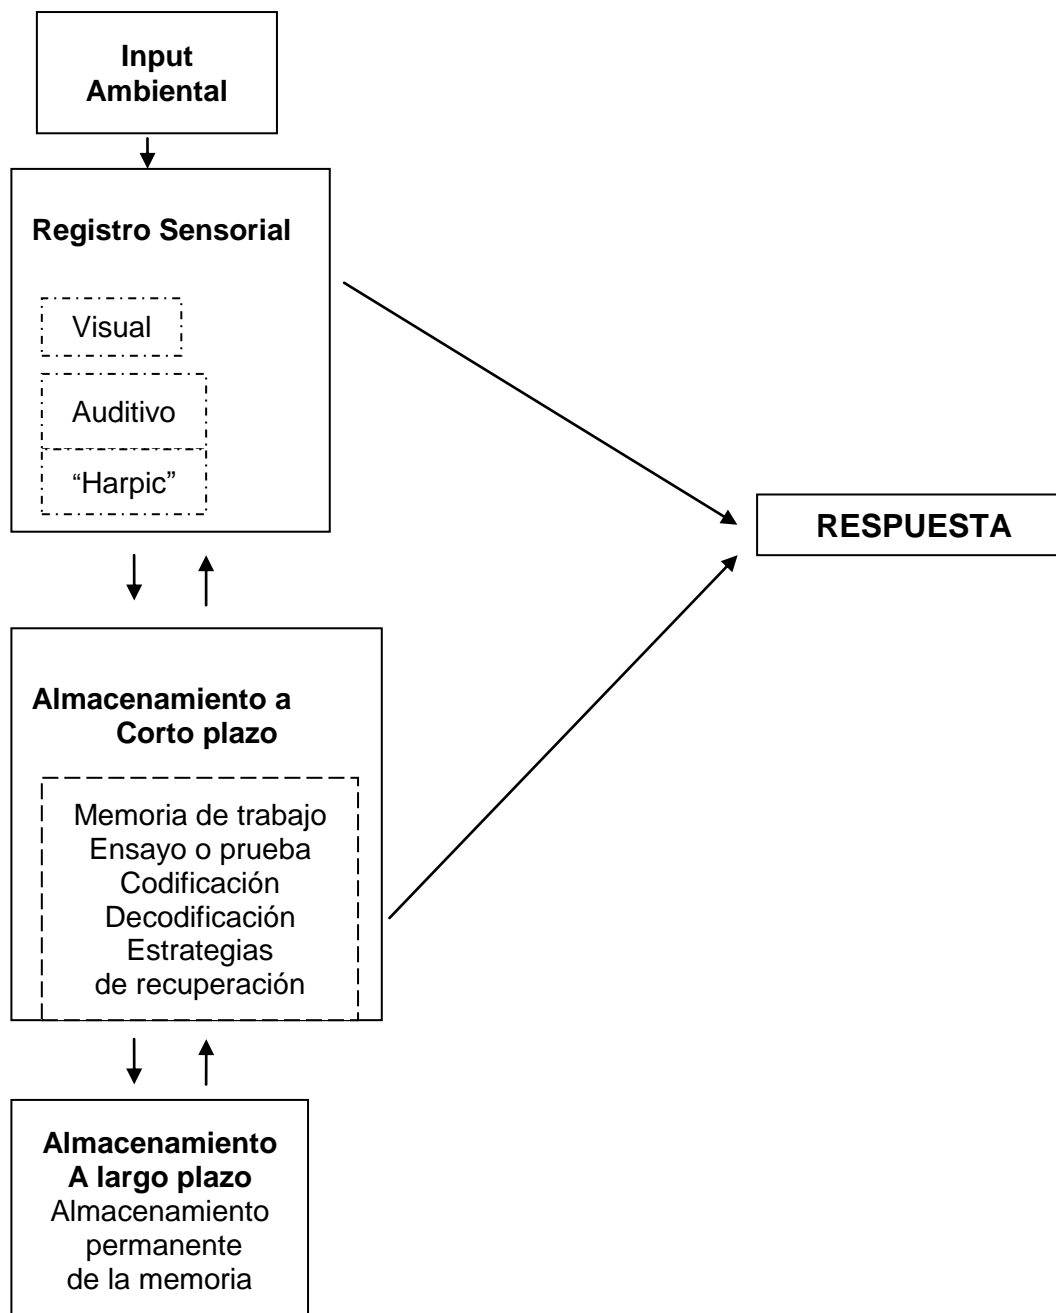 Input
Ambiental
Registro Sensorial
Visual
Auditivo
“Harpic”
RESPUESTA
Almacenamiento a
Corto plazo
Memoria de trabajo
Ensayo o prueba
Codificación
Decodificación
Estrategias
de recuperación
Almacenamiento
A largo plazo
Almacenamiento
permanente
de la memoria